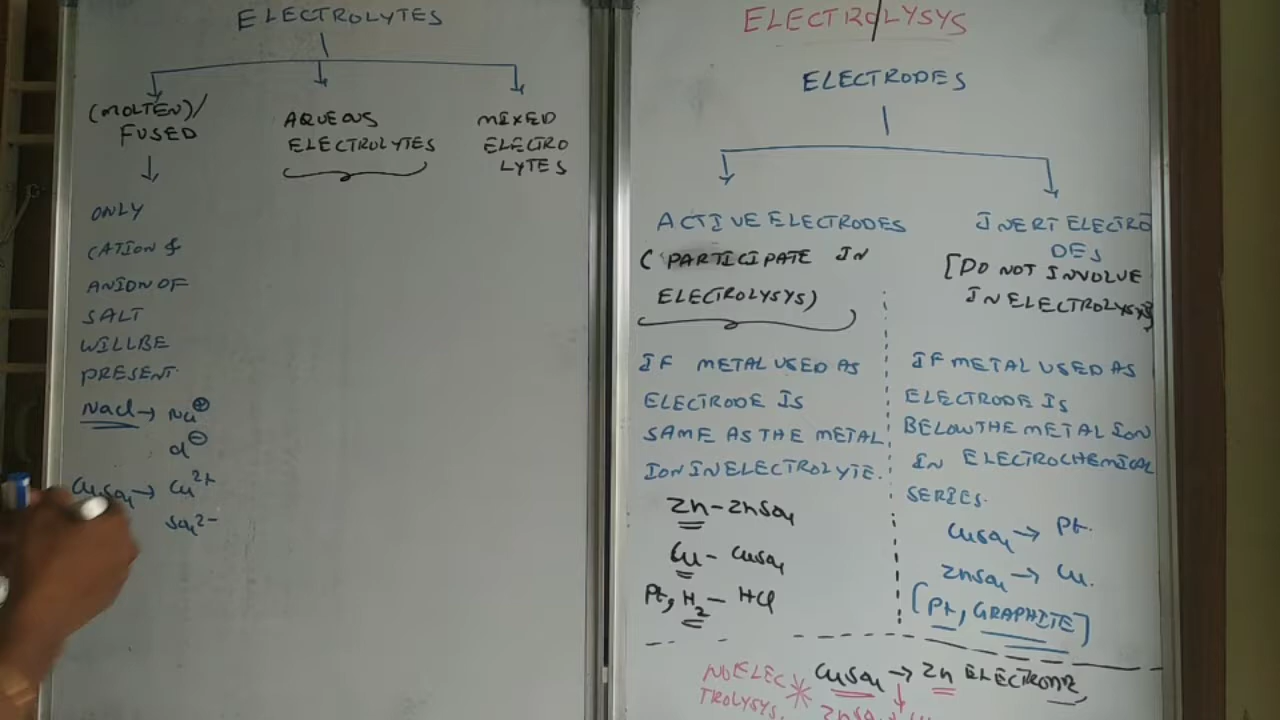 ELECTROLYTES
(MOLTEN)/
FUSED
AQUEOUS
ELECTROLYTES
MIXED
ELECTRO
LYTES
ONLY
CATION &
ANION OF
SALT
WILL BE
PRESENT.
NaCl → Na⊕
Cl⊖
CuSO4 → Cu2+
SO4 2-
ELECTROLYSYS
ELECTRODES
ACTIVE ELECTRODES
( PARTICIPATE IN
ELECTROLYSYS)
IF METAL USED AS
ELECTRODE IS
SAME AS THE METAL
ION IN ELECTROLYTE.
Zn - ZnSO4
Cu - CuSO4
Pt, H2 - HCl
INERT ELECTRO
DES
[DO NOT INVOLVE
IN ELECTROLYSYS]
IF METAL USED AS
ELECTRODE IS
BELOW THE METAL ION
IN ELECTROCHEMICAL
SERIES.
CuSO4 → Pt.
ZnSO4 → Cu.
[Pt, GRAPHITE]
NO ELEC
TROLYSYS.
CuSO4 → Zn
ZnSO4